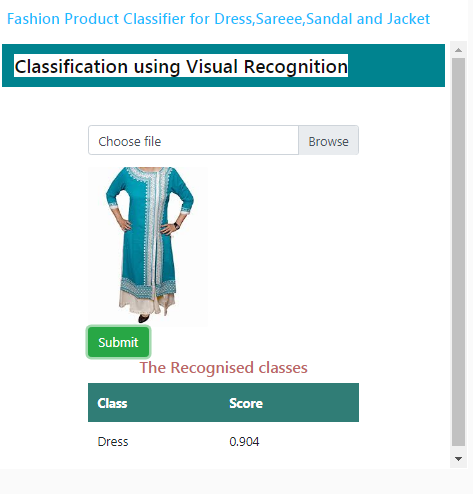 Fashion Product Classifier for Dress,Sareee,Sandal and Jacket
Classification using Visual Recognition
Choose file Browse
Submit
The Recognised classes
Class Score
Dress 0.904